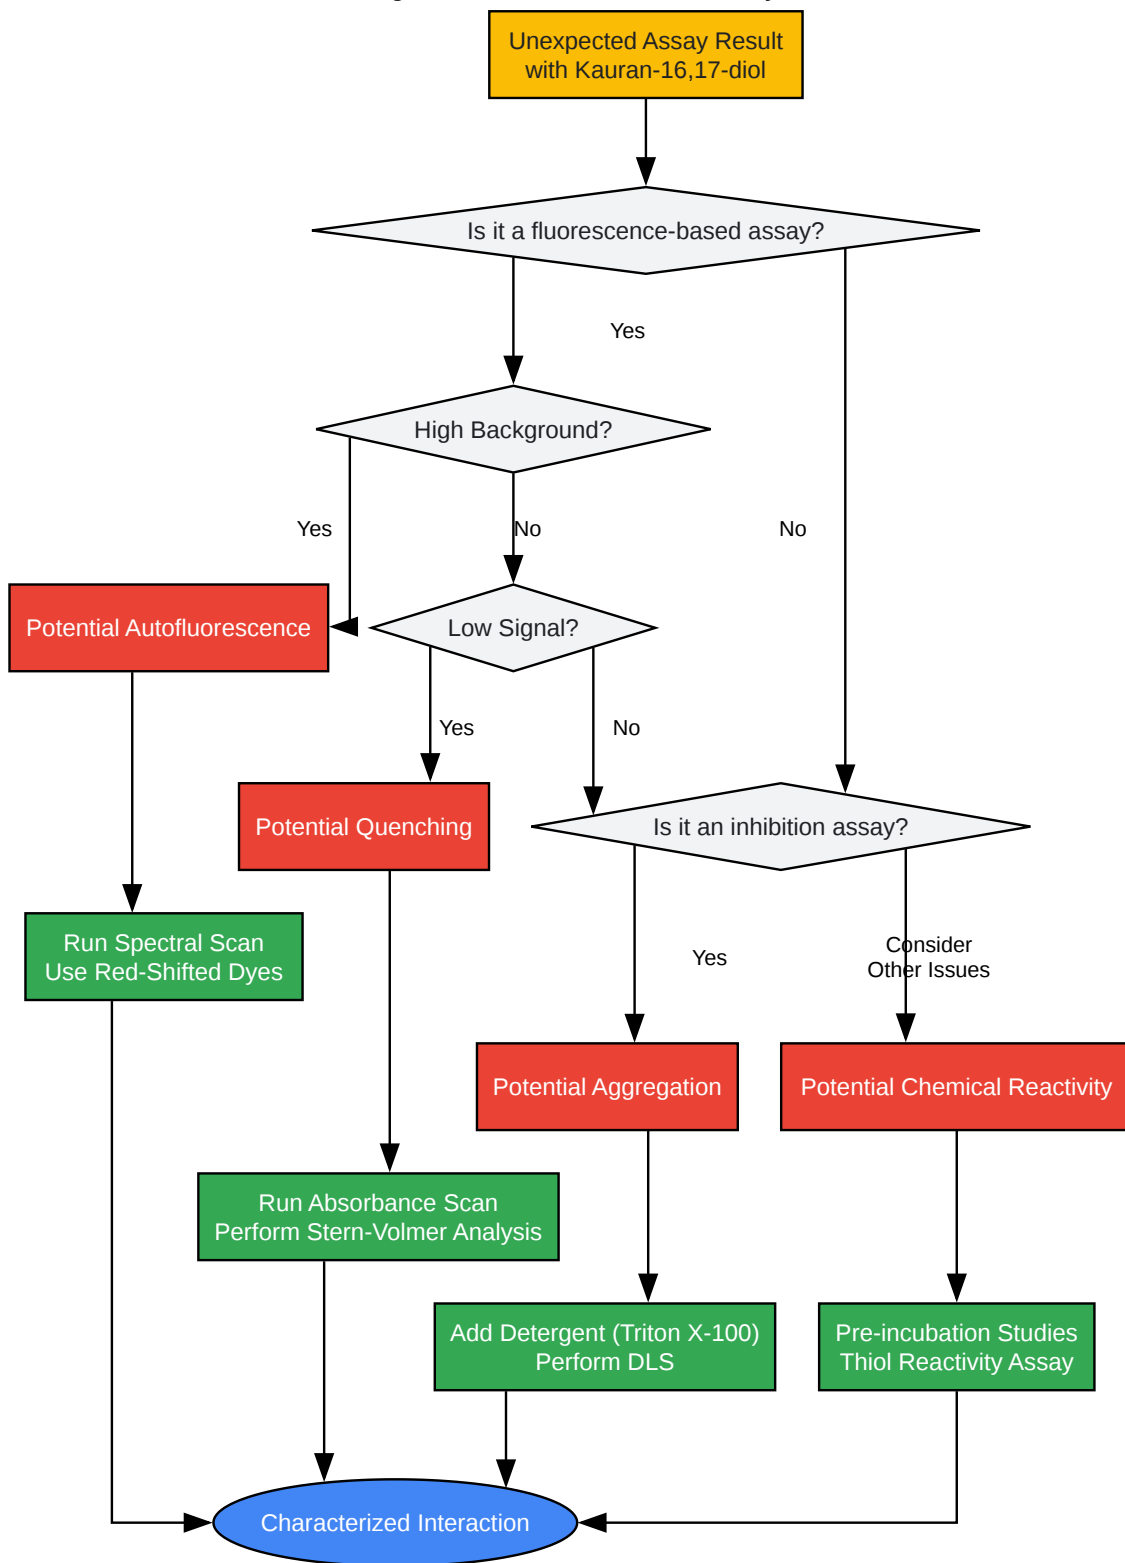 Unexpected Assay Result
with Kauran-16,17-diol
Is it a fluorescence-based assay?
Yes
High Background?
Yes
No
No
Potential Autofluorescence
Low Signal?
Yes
No
Potential Quenching
Is it an inhibition assay?
Run Spectral Scan
Use Red-Shifted Dyes
Yes
Consider
Other Issues
Potential Aggregation
Potential Chemical Reactivity
Run Absorbance Scan
Perform Stern-Volmer Analysis
Add Detergent (Triton X-100)
Perform DLS
Pre-incubation Studies
Thiol Reactivity Assay
Characterized Interaction